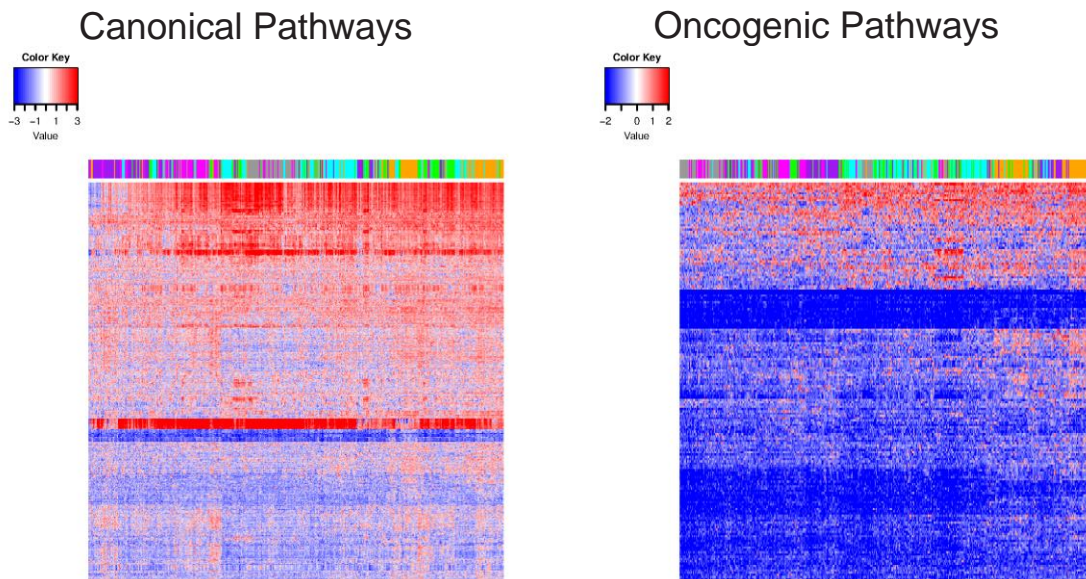 Canonical Pathways
Oncogenic Pathways
Color Key
−3 −1 1 3
Value
Color Key
−2 0 1 2
Value